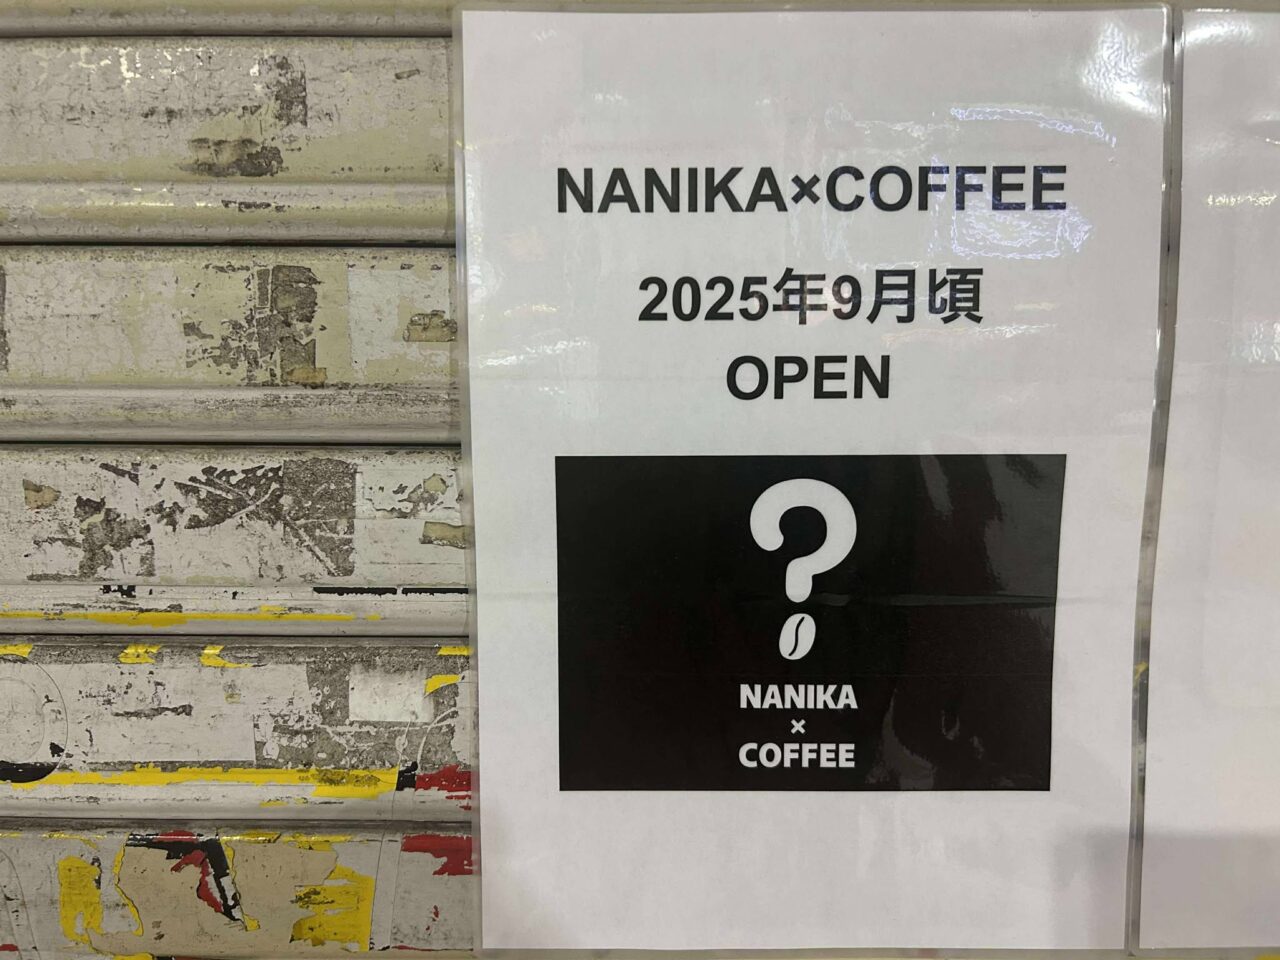 NANIKA×COFFEE
2025年9月頃
OPEN
?
NANIKA
×
COFFEE